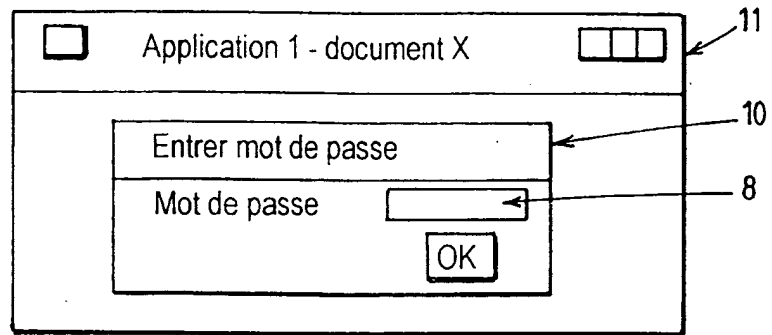 Application 1 - document X
11
Entrer mot de passe
10
Mot de passe
8
OK